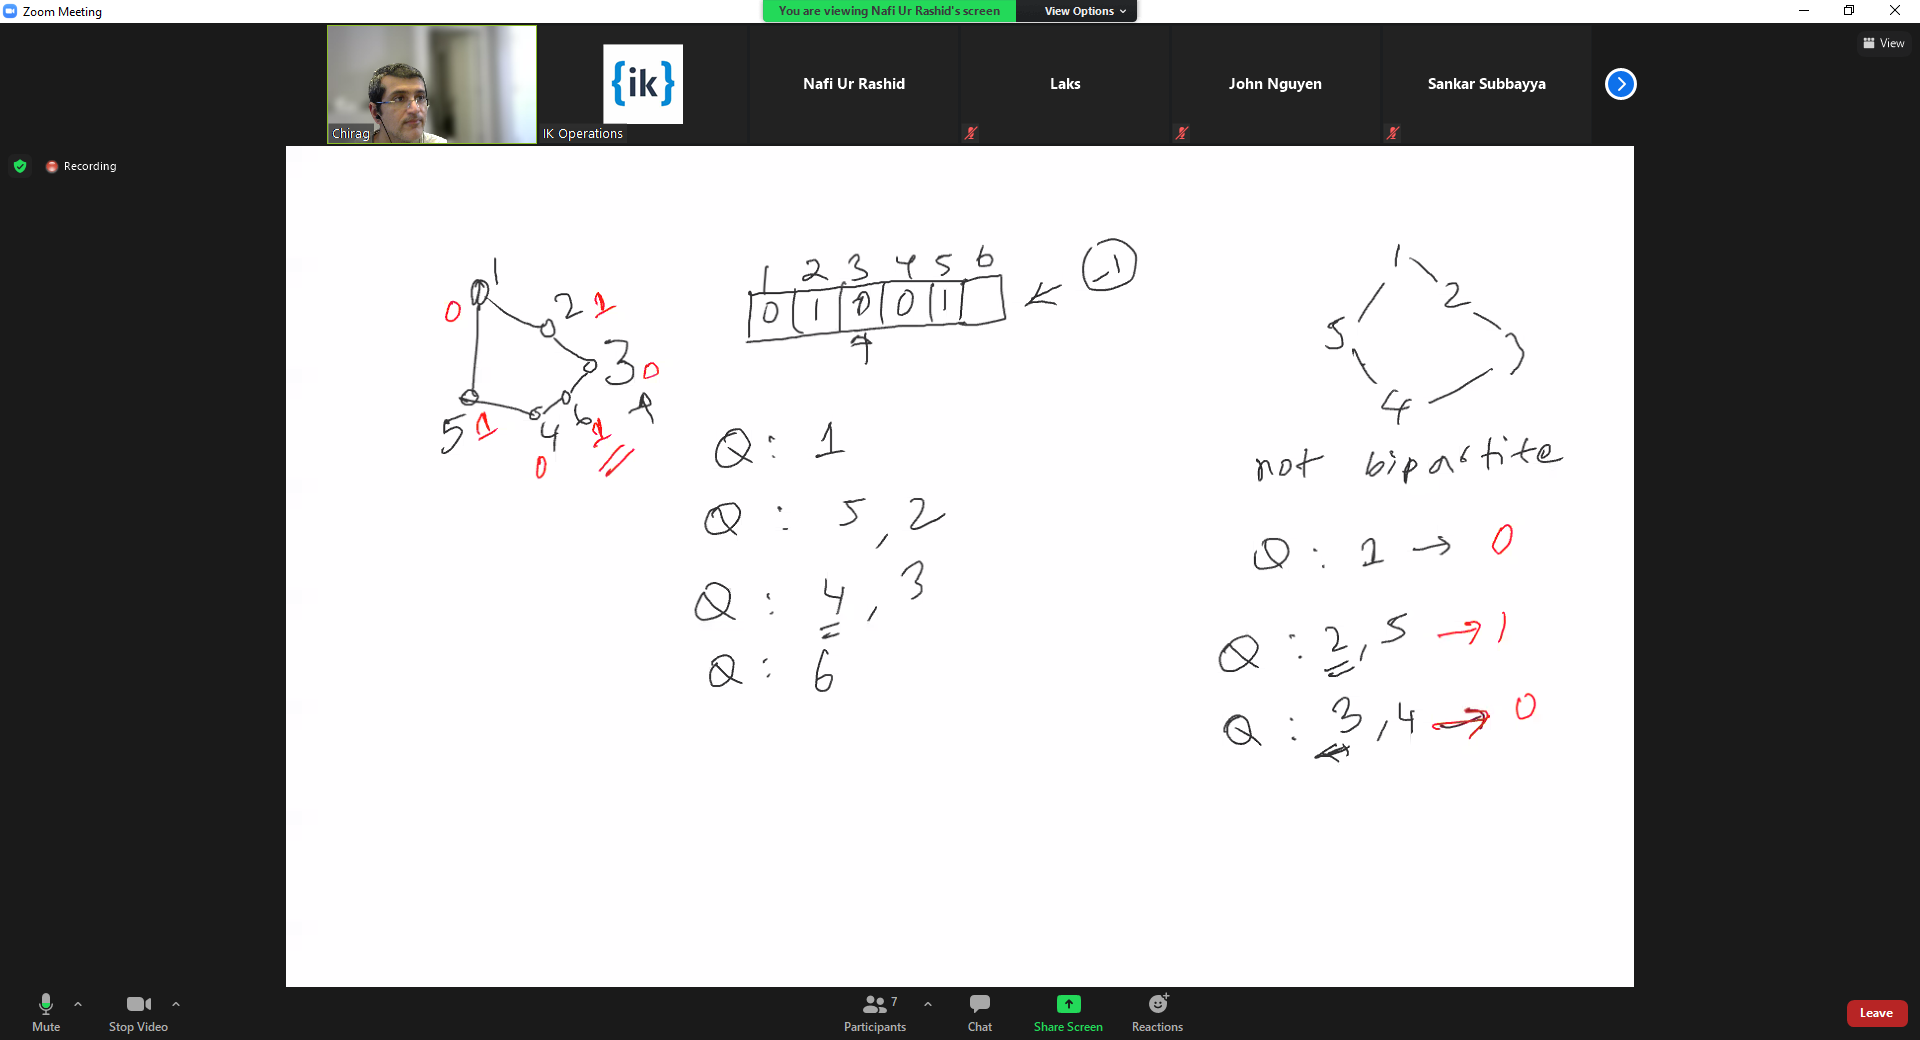 Zoom Meeting
You are viewing Nafi Ur Rashid's screen
View Options
View
{ik}
Nafi Ur Rashid
Laks
John Nguyen
Sankar Subbayya
Chirag
IK Operations
Recording
1
0
2 1
3 0
6 1
5 1
4
0
1 2 3 4 5 6
0 1 0 0 1
-1
Q : 1
Q : 5, 2
Q : 4, 3
Q : 6
1
2
5
3
4
not bipartite
Q : 1 → 0
Q : 2, 5 → 1
Q : 3, 4 → 0
Mute
Stop Video
Participants
7
Chat
Share Screen
Reactions
Leave